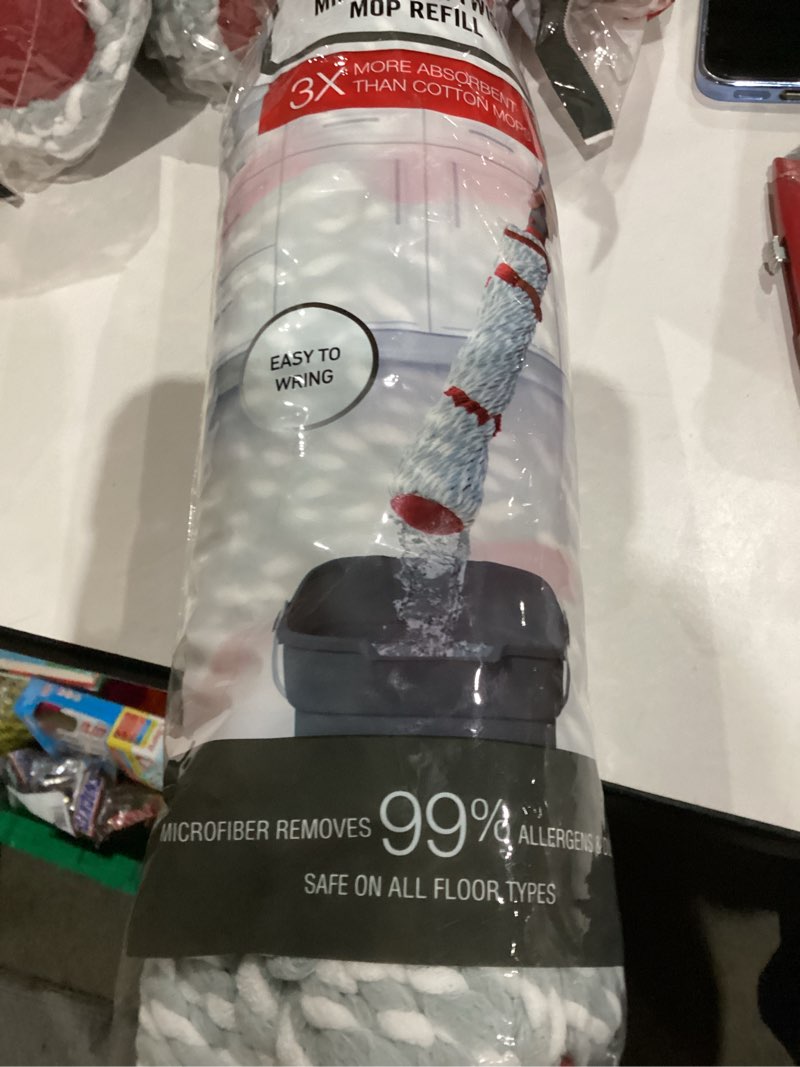 MOP REFILL
3X MORE ABSORBENT
THAN COTTON MOPS
EASY TO
WRING
MICROFIBER REMOVES 99% ALLERGENS
SAFE ON ALL FLOOR TYPES